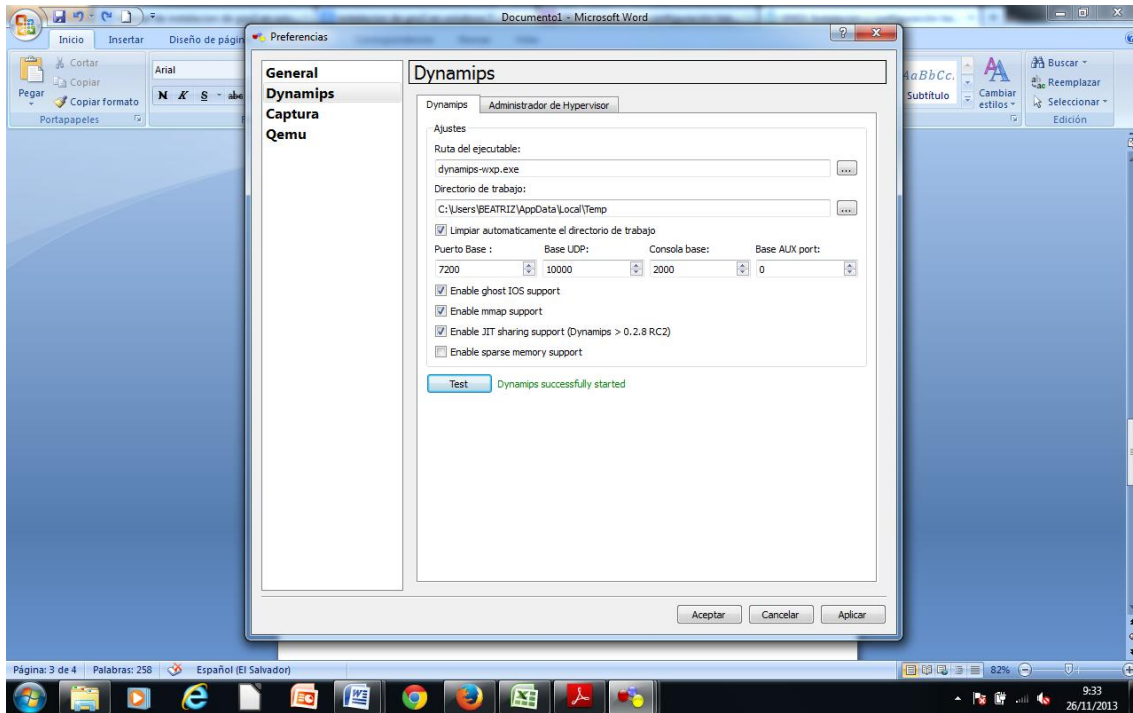 Documento1 - Microsoft Word
Inicio Insertar Diseño de págin
Cortar
Copiar
Pegar
Copiar formato
Portapapeles
Arial
N K S abe
AaBbCc.
Subtítulo
Cambiar estilos
Buscar
Reemplazar
Seleccionar
Edición
Preferencias
General
Dynamips
Captura
Qemu
Dynamips
Dynamips Administrador de Hypervisor
Ajustes
Ruta del ejecutable:
dynamips-wxp.exe
...
Directorio de trabajo:
C:\Users\BEATRIZ\AppData\Local\Temp
...
Limpiar automaticamente el directorio de trabajo
Puerto Base : Base UDP: Consola base: Base AUX port:
7200 10000 2000 0
Enable ghost IOS support
Enable mmap support
Enable JIT sharing support (Dynamips > 0.2.8 RC2)
Enable sparse memory support
Test Dynamips successfully started
Aceptar Cancelar Aplicar
Página: 3 de 4 Palabras: 258 Español (El Salvador) 82%
9:33
26/11/2013